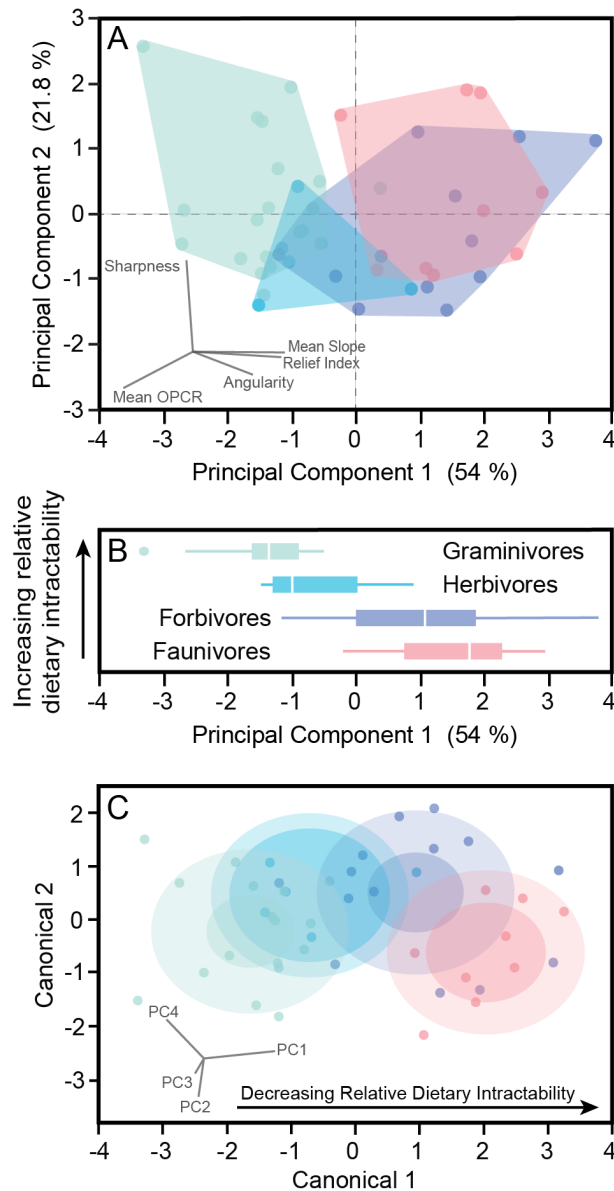 A
3
2
1
0
-1
-2
-3
Principal Component 2 (21.8 %)
Sharpness
Mean Slope
Relief Index
Angularity
Mean OPCR
-4 -3 -2 -1 0 1 2 3 4
Principal Component 1 (54 %)
Increasing relative
dietary intractability
B
Graminivores
Herbivores
Forbivores
Faunivores
-4 -3 -2 -1 0 1 2 3 4
Principal Component 1 (54 %)
C
2
1
0
-1
-2
-3
Canonical 2
PC4
PC1
PC3
PC2
Decreasing Relative Dietary Intractability
-4 -3 -2 -1 0 1 2 3 4
Canonical 1